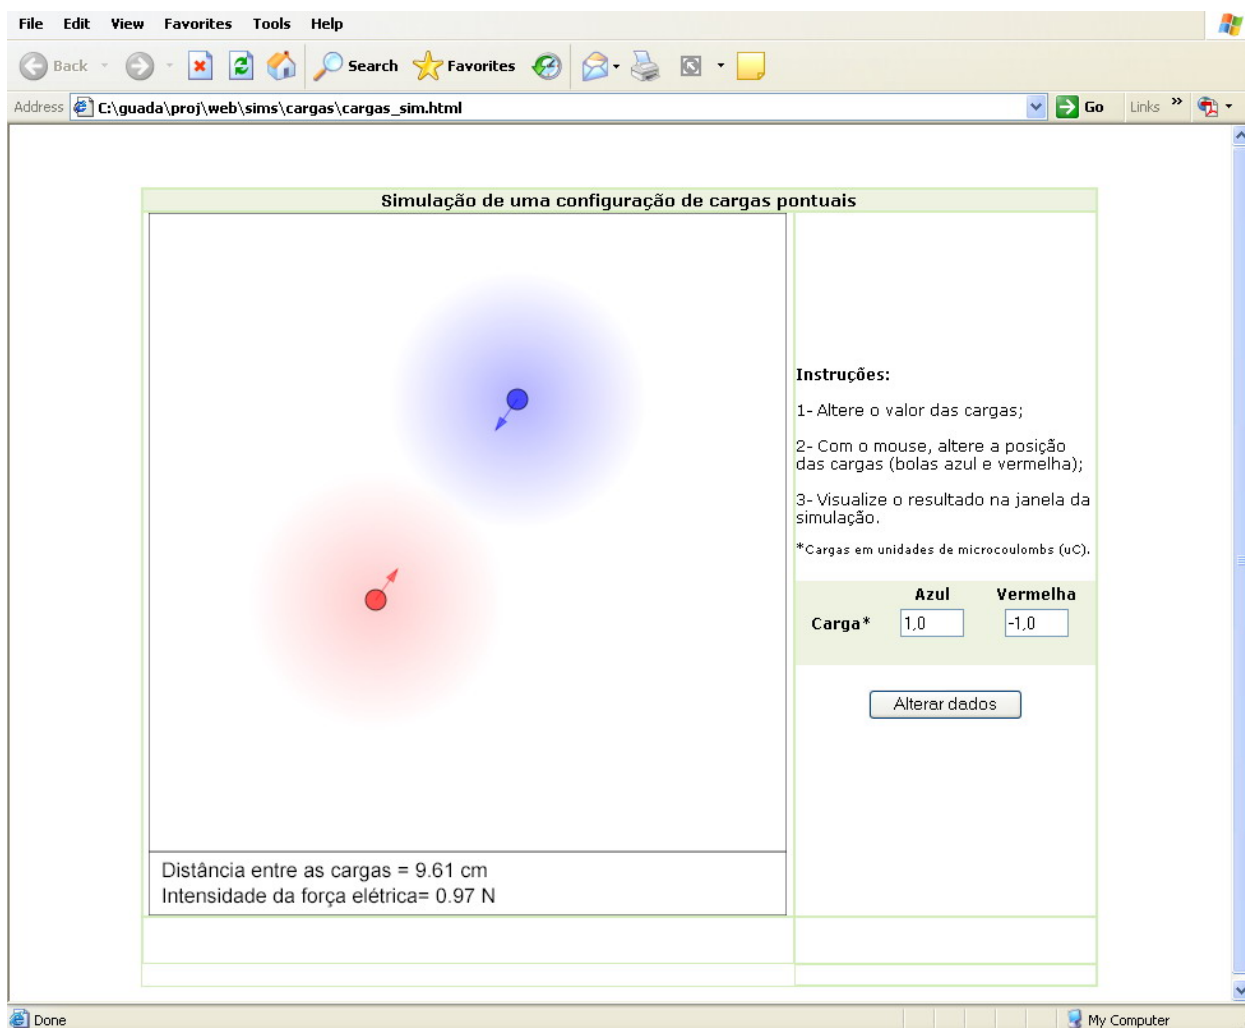 File Edit View Favorites Tools Help
Back Search Favorites
Address C:\guada\proj\web\sims\cargas\cargas_sim.html Go Links »
Simulação de uma configuração de cargas pontuais
Instruções:
1- Altere o valor das cargas;
2- Com o mouse, altere a posição
das cargas (bolas azul e vermelha);
3- Visualize o resultado na janela da
simulação.
*Cargas em unidades de microcoulombs (uC).
Azul Vermelha
Carga* 1,0 -1,0
Alterar dados
Distância entre as cargas = 9.61 cm
Intensidade da força elétrica= 0.97 N
Done My Computer